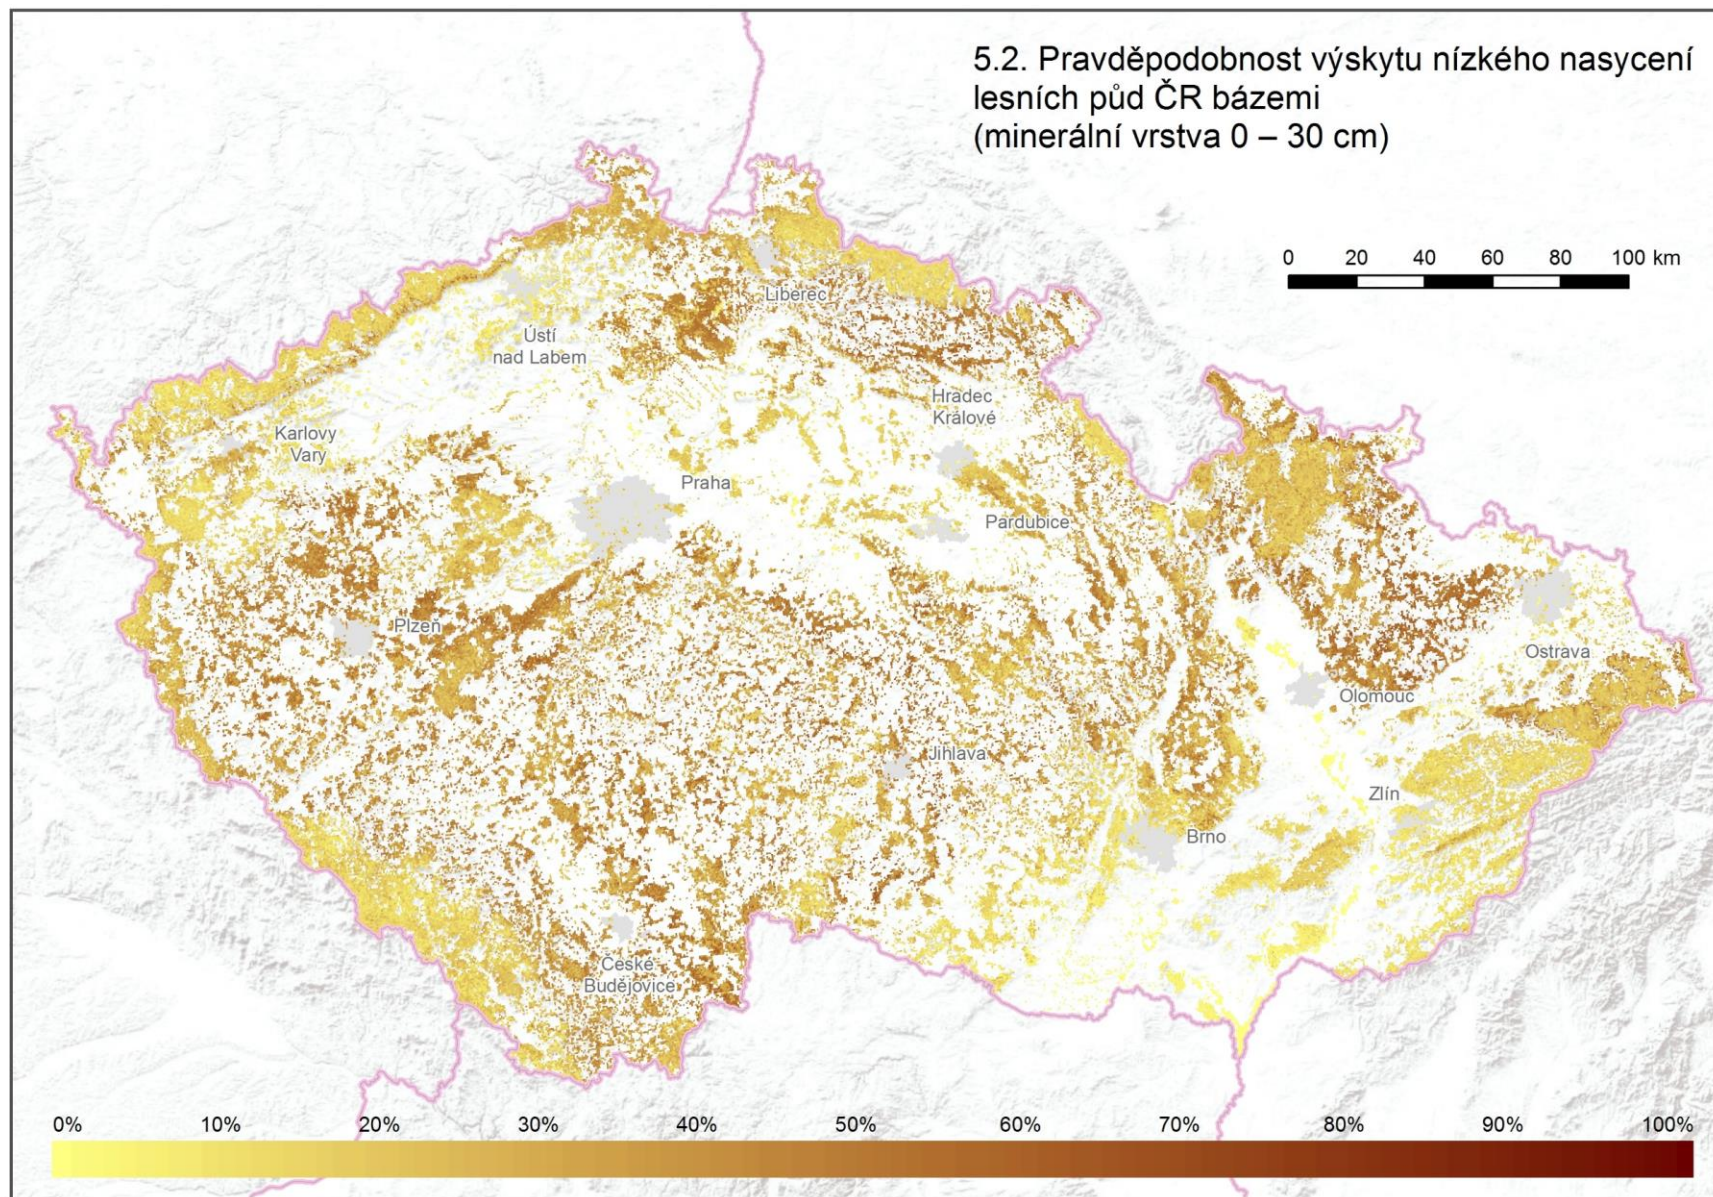 5.2. Pravděpodobnost výskytu nízkého nasycení
lesních půd ČR bázemi
(minerální vrstva 0 – 30 cm)
0 20 40 60 80 100 km
Liberec
Ústí
nad Labem
Hradec
Králové
Karlovy
Vary
Praha
Pardubice
Plzeň
Ostrava
Olomouc
Jihlava
Zlín
Brno
České
Budějovice
0% 10% 20% 30% 40% 50% 60% 70% 80% 90% 100%